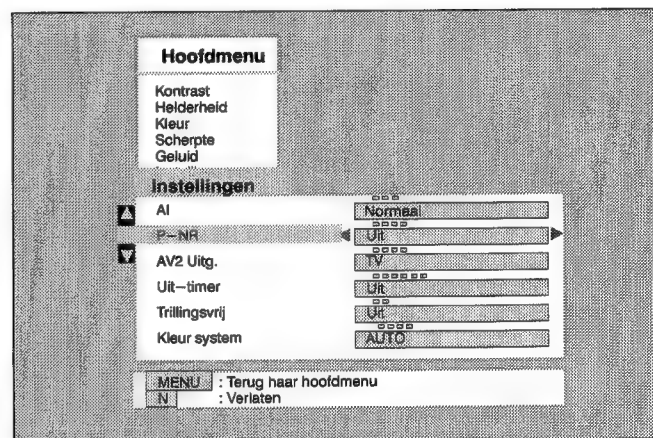 Hoofdmenu
Kontrast
Helderheid
Kleur
Scherpte
Geluid
Instellingen
AI Normaal
P-NR Uit
AV2 Uitg. TV
Uit-timer Uit
Trillingsvrij Uit
Kleur system AUTO
MENU : Terug haar hoofdmenu
N : Verlaten